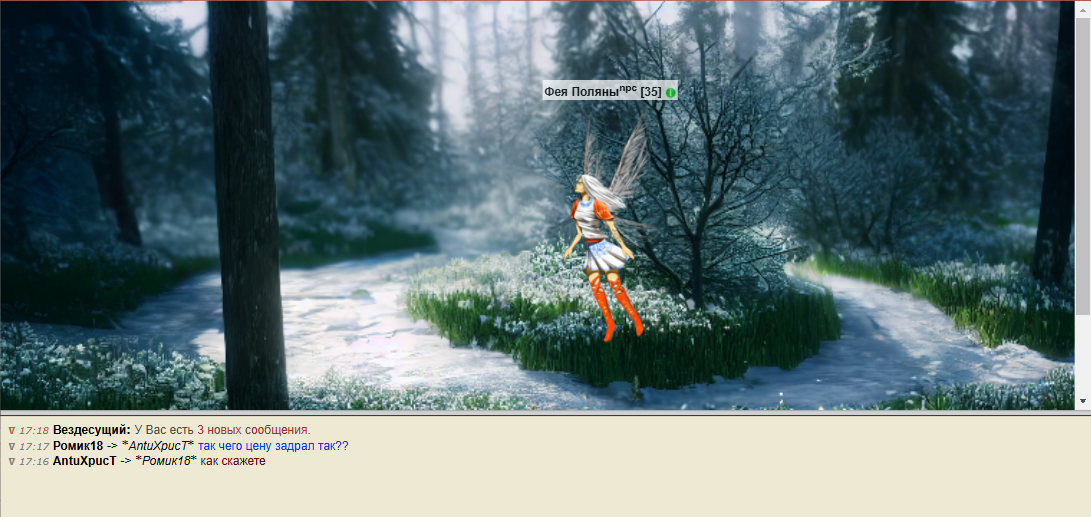 Фея Поляныnpc [35] i
∇ 17:18 Вездесущий: У Вас есть 3 новых сообщения.
∇ 17:17 Ромик18 -> *AntuXpucT* так чего цену задрал так??
∇ 17:16 AntuXpucT -> *Ромик18* как скажете